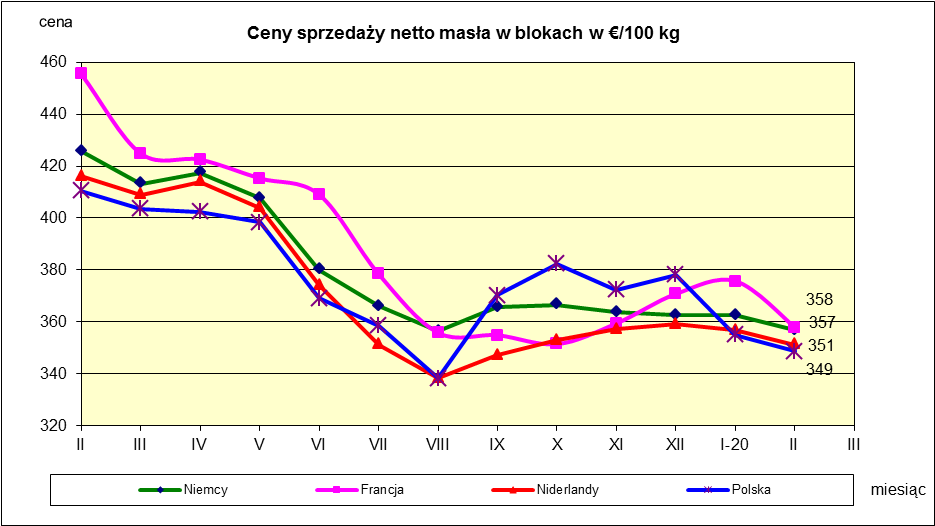 cena
Ceny sprzedaży netto masła w blokach w €/100 kg
460
440
420
400
380
360
340
320
358
357
351
349
II III IV V VI VII VIII IX X XI XII I-20 II III
Niemcy Francja Niderlandy Polska
miesiąc